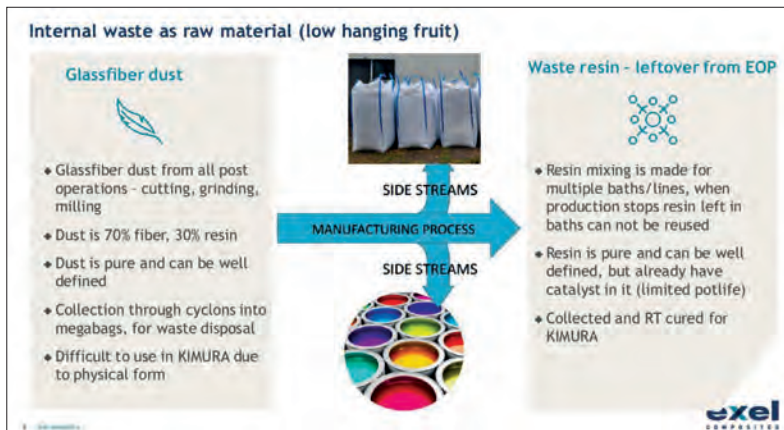 Internal waste as raw material (low hanging fruit)
Glassfiber dust
Glassfiber dust from all post
operations – cutting, grinding,
milling
Dust is 70% fiber, 30% resin
Dust is pure and can be well
defined
Collection through cyclons into
megabags, for waste disposal
Difficult to use in KIMURA due
to physical form
SIDE STREAMS
MANUFACTURING PROCESS
SIDE STREAMS
Waste resin – leftover from EOP
Resin mixing is made for
multiple baths/lines, when
production stops resin left in
baths can not be reused
Resin is pure and can be well
defined, but already have
catalyst in it (limited potlife)
Collected and RT cured for
KIMURA
exel
COMPOSITES